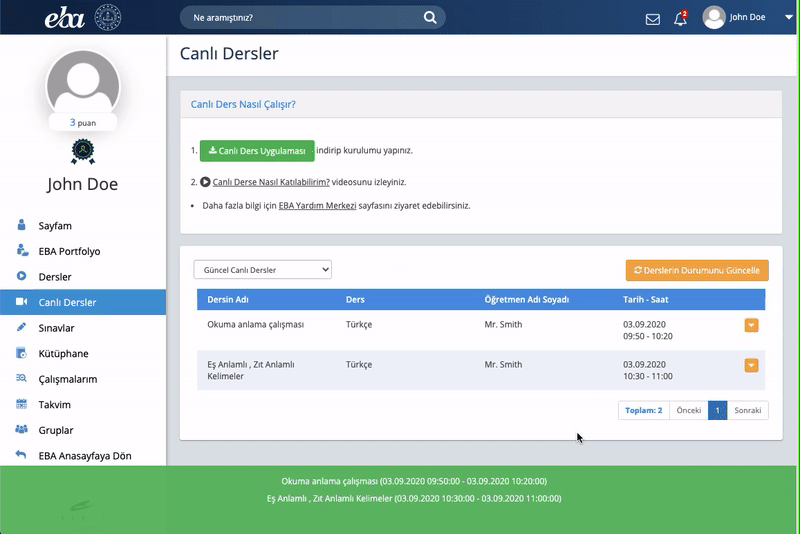 eba
Ne aramıştınız?
2
John Doe
3 puan
John Doe
Sayfam
EBA Portfolyo
Dersler
Canlı Dersler
Sınavlar
Kütüphane
Çalışmalarım
Takvim
Gruplar
EBA Anasayfaya Dön
Canlı Dersler
Canlı Ders Nasıl Çalışır?
1. Canlı Ders Uygulaması indirip kurulumu yapınız.
2. Canlı Derse Nasıl Katılabilirim? videosunu izleyiniz.
• Daha fazla bilgi için EBA Yardım Merkezi sayfasını ziyaret edebilirsiniz.
Güncel Canlı Dersler
Derslerin Durumunu Güncelle
Dersin Adı Ders Öğretmen Adı Soyadı Tarih - Saat
Okuma anlama çalışması Türkçe Mr. Smith 03.09.2020
09:50 - 10:20
Eş Anlamlı , Zıt Anlamlı Türkçe Mr. Smith 03.09.2020
Kelimeler 10:30 - 11:00
Toplam: 2 Önceki 1 Sonraki
Okuma anlama çalışması (03.09.2020 09:50:00 - 03.09.2020 10:20:00)
Eş Anlamlı , Zıt Anlamlı Kelimeler (03.09.2020 10:30:00 - 03.09.2020 11:00:00)